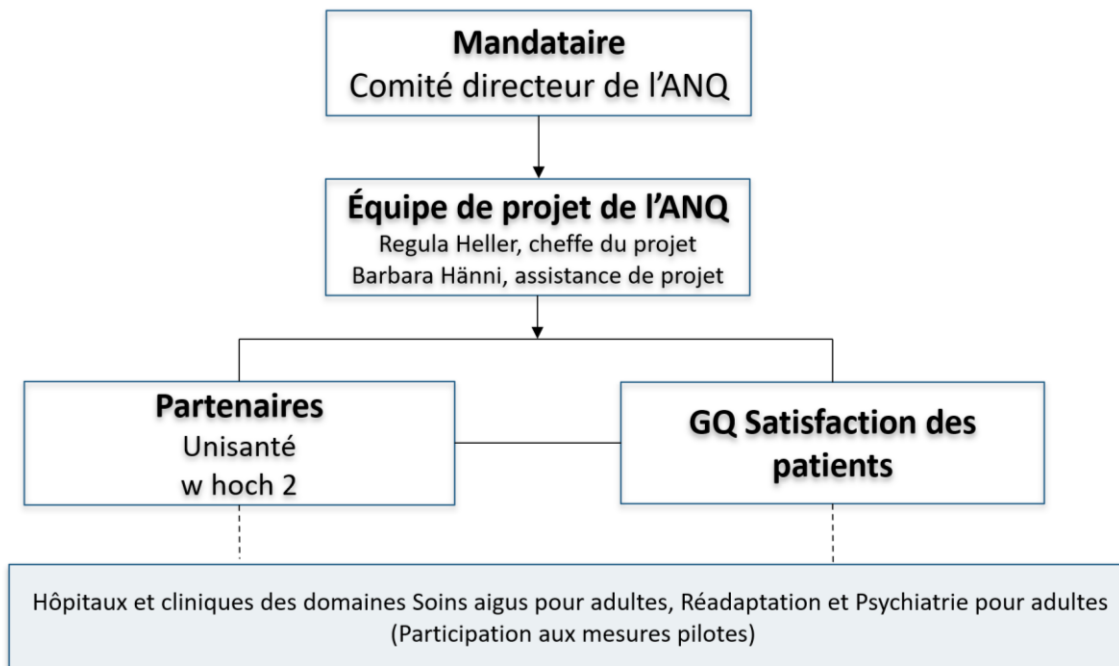 Mandataire
Comité directeur de l’ANQ
Équipe de projet de l’ANQ
Regula Heller, cheffe du projet
Barbara Hänni, assistance de projet
Partenaires
Unisanté
w hoch 2
GQ Satisfaction des
patients
Hôpitaux et cliniques des domaines Soins aigus pour adultes, Réadaptation et Psychiatrie pour adultes
(Participation aux mesures pilotes)